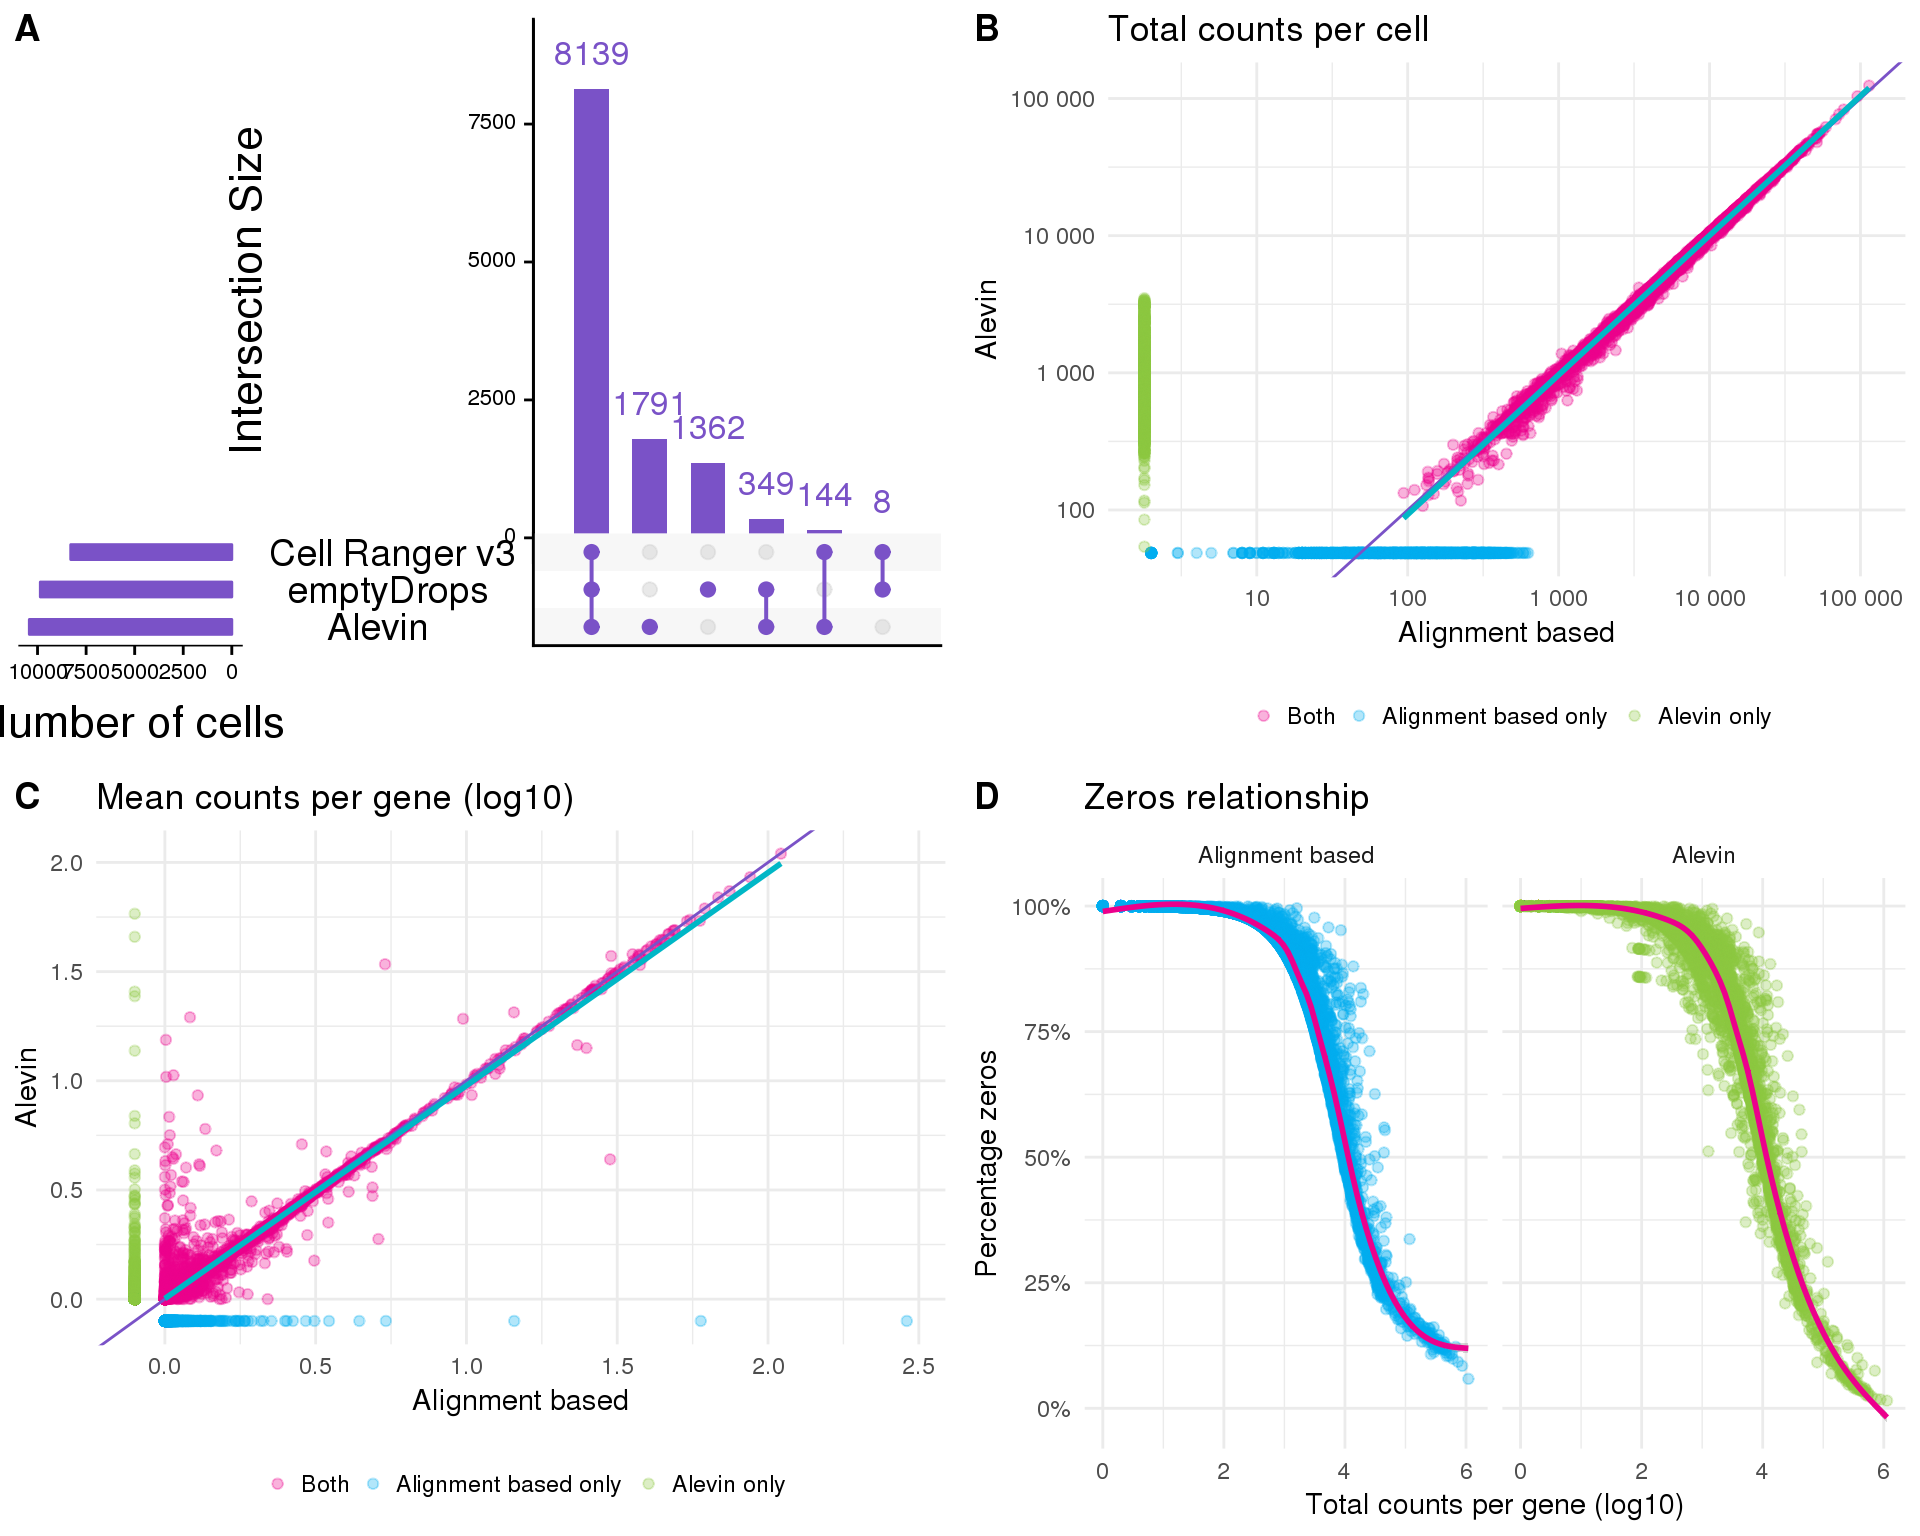 A
Intersection Size
8139
1791
1362
349
144
8
7500
5000
2500
0
Cell Ranger v3
emptyDrops
Alevin
10000
7500
5000
2500
0
lumber of cells
B
Total counts per cell
100 000
10 000
1 000
100
Alevin
10
100
1 000
10 000
100 000
Alignment based
Both
Alignment based only
Alevin only
C
Mean counts per gene (log10)
2.0
1.5
1.0
0.5
0.0
Alevin
0.0
0.5
1.0
1.5
2.0
2.5
Alignment based
Both
Alignment based only
Alevin only
D
Zeros relationship
Alignment based
Alevin
100%
75%
50%
25%
0%
Percentage zeros
0
2
4
6
0
2
4
6
Total counts per gene (log10)